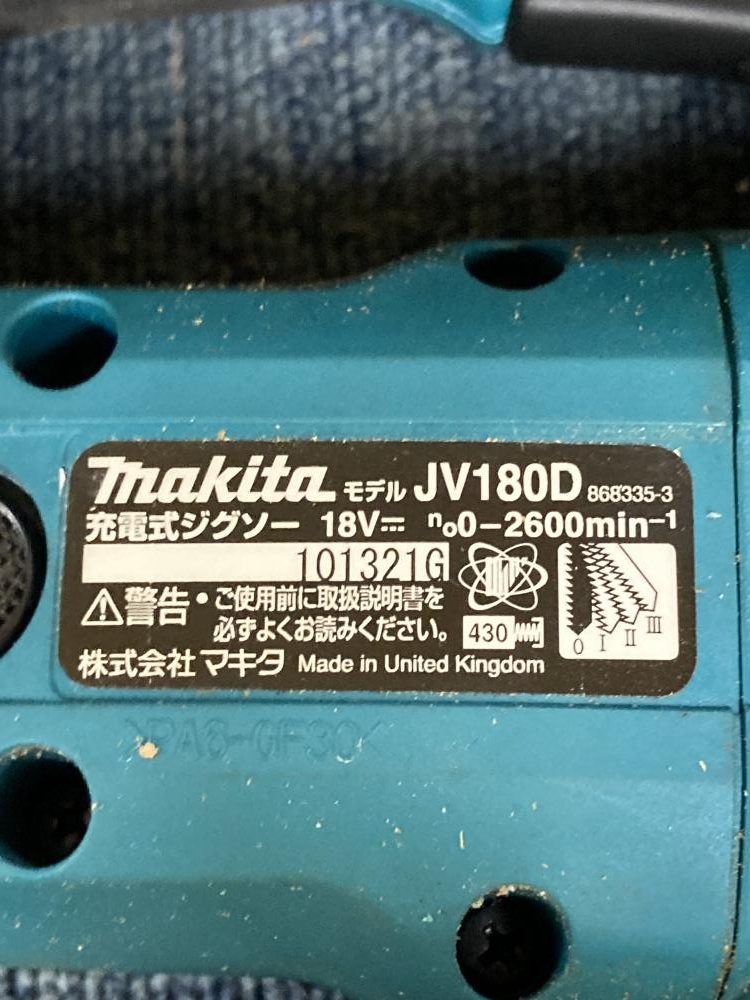 makita モデル JV180D 868335-3
充電式ジグソー 18V⎓ no0-2600min-1
101321G
⚠警告・ご使用前に取扱説明書を
必ずよくお読みください。
430
0 I II III
株式会社 マキタ Made in United Kingdom
>PA6-GF30<